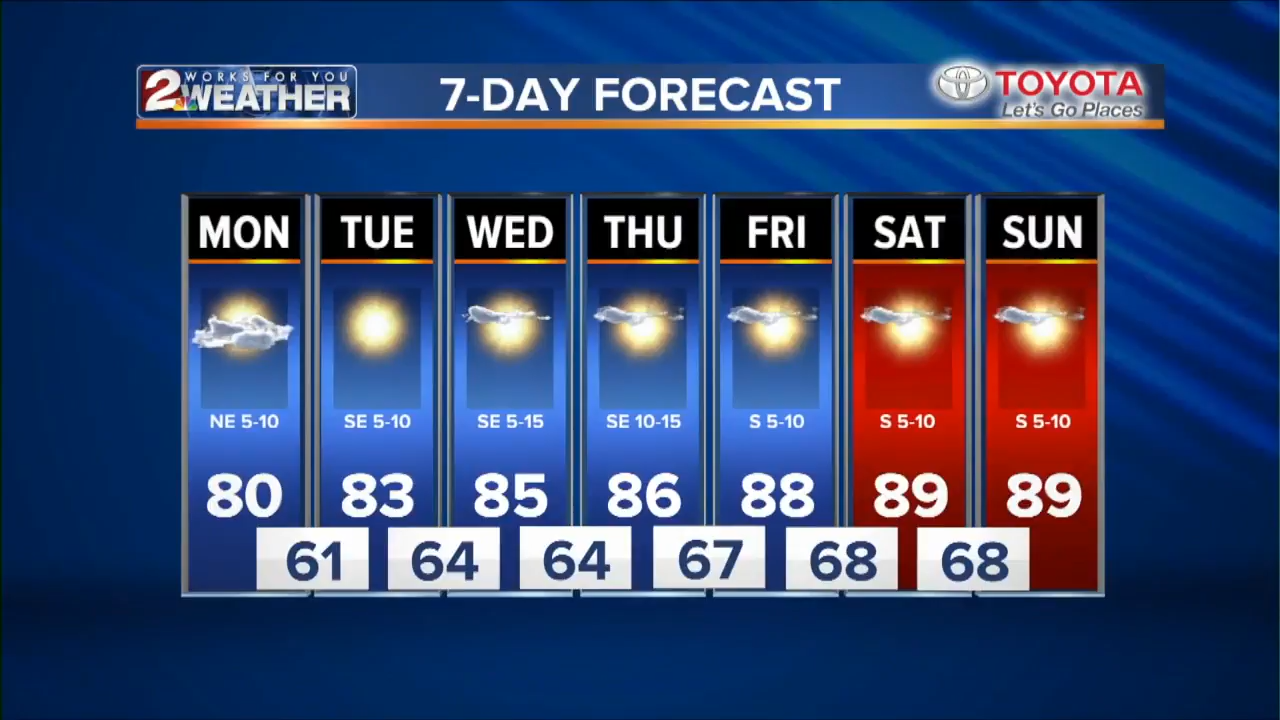 2 WORKS FOR YOU
WEATHER
7-DAY FORECAST
TOYOTA
Let's Go Places
MON TUE WED THU FRI SAT SUN
NE 5-10 SE 5-10 SE 5-15 SE 10-15 S 5-10 S 5-10 S 5-10
80 83 85 86 88 89 89
61 64 64 67 68 68